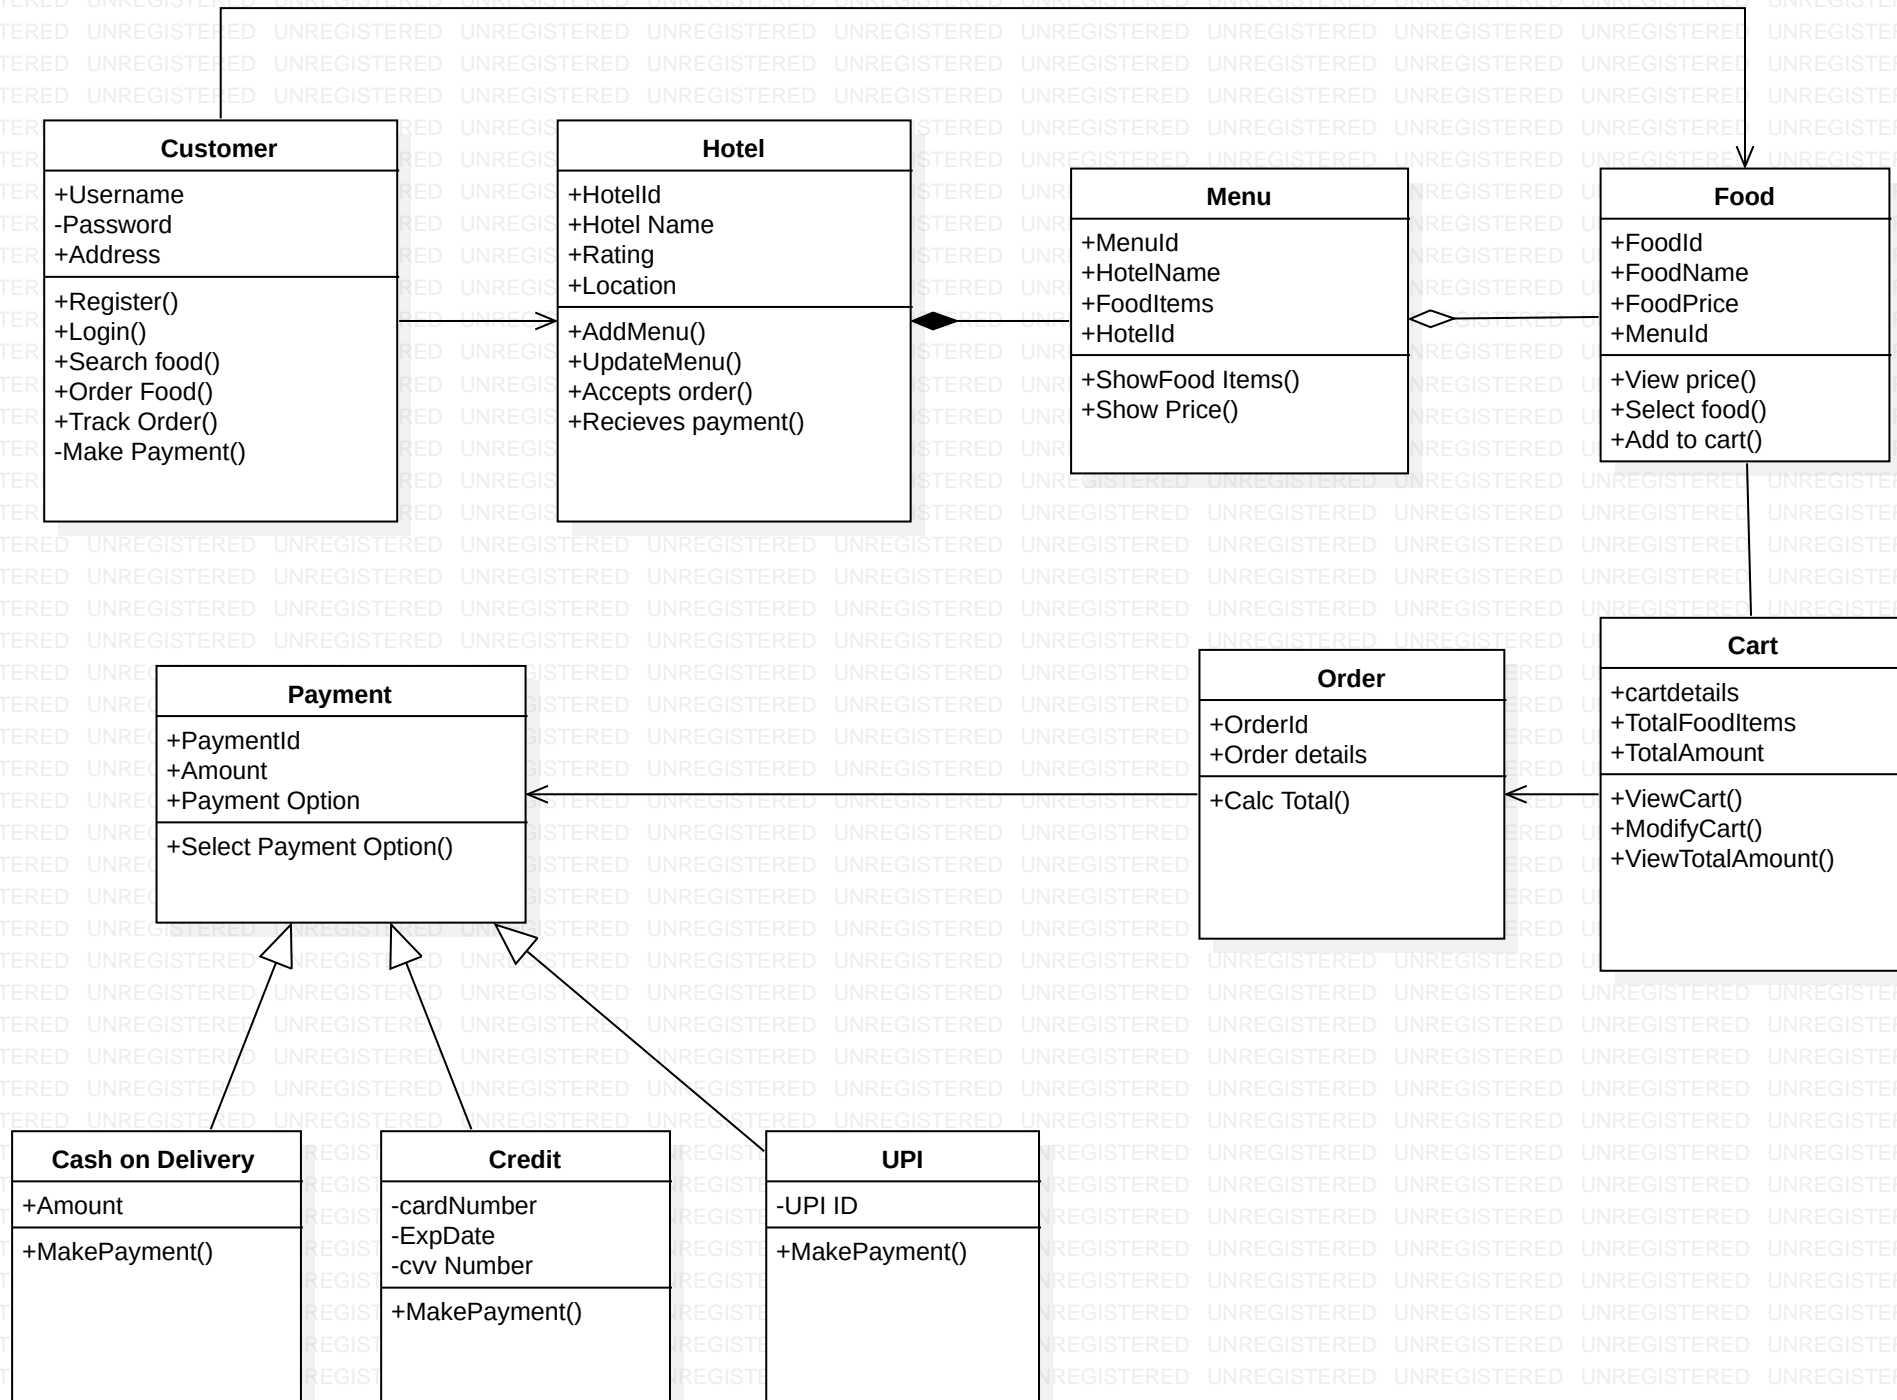 Customer
+Username
-Password
+Address
+Register()
+Login()
+Search food()
+Order Food()
+Track Order()
-Make Payment()
Hotel
+HotelId
+Hotel Name
+Rating
+Location
+AddMenu()
+UpdateMenu()
+Accepts order()
+Recieves payment()
Menu
+MenuId
+HotelName
+FoodItems
+HotelId
+ShowFood Items()
+Show Price()
Food
+FoodId
+FoodName
+FoodPrice
+MenuId
+View price()
+Select food()
+Add to cart()
Payment
+PaymentId
+Amount
+Payment Option
+Select Payment Option()
Order
+OrderId
+Order details
+Calc Total()
Cart
+cartdetails
+TotalFoodItems
+TotalAmount
+ViewCart()
+ModifyCart()
+ViewTotalAmount()
Cash on Delivery
+Amount
+MakePayment()
Credit
-cardNumber
-ExpDate
-cvv Number
+MakePayment()
UPI
-UPI ID
+MakePayment()
UNREGISTERED